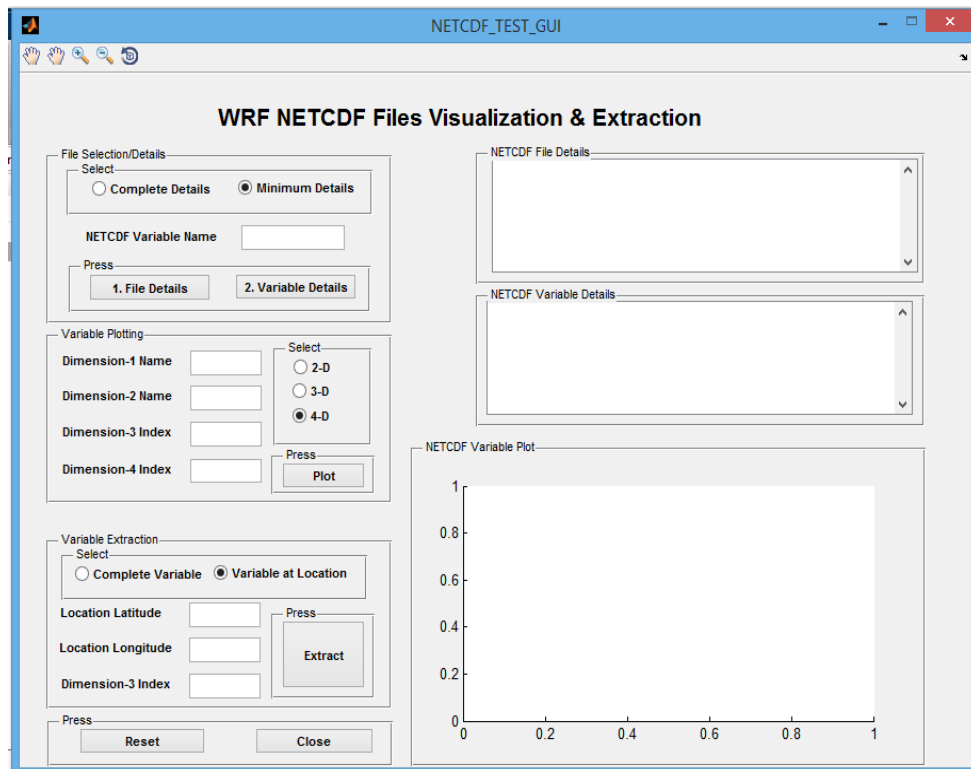 NETCDF_TEST_GUI
WRF NETCDF Files Visualization & Extraction
File Selection/Details
Select
Complete Details
Minimum Details
NETCDF Variable Name
Press
1. File Details
2. Variable Details
Variable Plotting
Dimension-1 Name
Dimension-2 Name
Dimension-3 Index
Dimension-4 Index
Select
2-D
3-D
4-D
Press
Plot
Variable Extraction
Select
Complete Variable
Variable at Location
Location Latitude
Location Longitude
Dimension-3 Index
Press
Extract
Press
Reset
Close
NETCDF File Details
NETCDF Variable Details
NETCDF Variable Plot
1
0.8
0.6
0.4
0.2
0
0 0.2 0.4 0.6 0.8 1